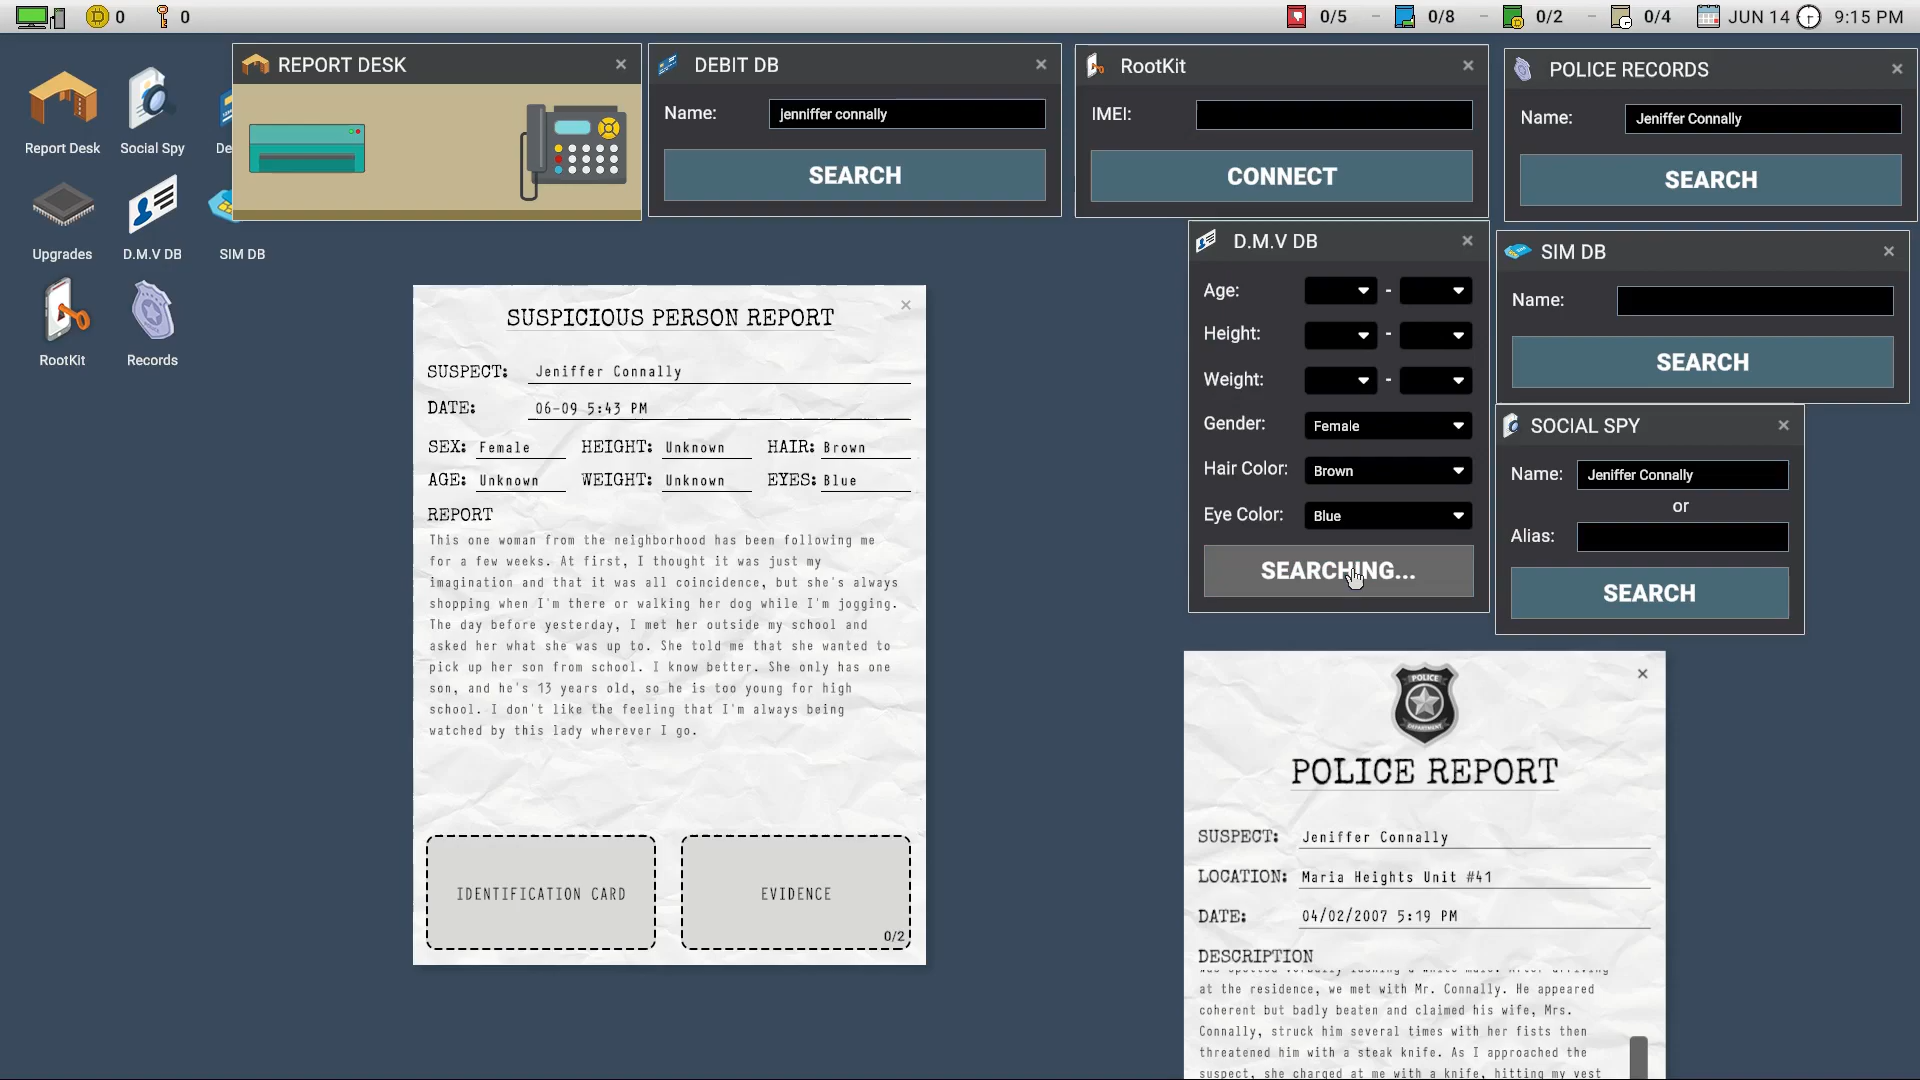 0
0
0/5
0/8
0/2
0/4
JUN 14
9:15 PM
Report Desk
Social Spy
De
Upgrades
D.M.V DB
SIM DB
RootKit
Records
REPORT DESK
DEBIT DB
Name:
jenniffer connally
SEARCH
RootKit
IMEI:
CONNECT
POLICE RECORDS
Name:
Jeniffer Connally
SEARCH
D.M.V DB
Age:
-
Height:
-
Weight:
-
Gender:
Female
Hair Color:
Brown
Eye Color:
Blue
SEARCHING...
SIM DB
Name:
SEARCH
SOCIAL SPY
Name:
Jeniffer Connally
or
Alias:
SEARCH
SUSPICIOUS PERSON REPORT
SUSPECT: Jeniffer Connally
DATE: 06-09 5:43 PM
SEX: Female HEIGHT: Unknown HAIR: Brown
AGE: Unknown WEIGHT: Unknown EYES: Blue
REPORT
This one woman from the neighborhood has been following me
for a few weeks. At first, I thought it was just my
imagination and that it was all coincidence, but she's always
shopping when I'm there or walking her dog while I'm jogging.
The day before yesterday, I met her outside my school and
asked her what she was up to. She told me that she wanted to
pick up her son from school. I know better. She only has one
son, and he's 13 years old, so he is too young for high
school. I don't like the feeling that I'm always being
watched by this lady wherever I go.
IDENTIFICATION CARD
EVIDENCE
0/2
POLICE
DEPARTMENT
POLICE REPORT
SUSPECT: Jeniffer Connally
LOCATION: Maria Heights Unit #41
DATE: 04/02/2007 5:19 PM
DESCRIPTION
at the residence, we met with Mr. Connally. He appeared
coherent but badly beaten and claimed his wife, Mrs.
Connally, struck him several times with her fists then
threatened him with a steak knife. As I approached the
suspect, she charged at me with a knife, hitting my vest